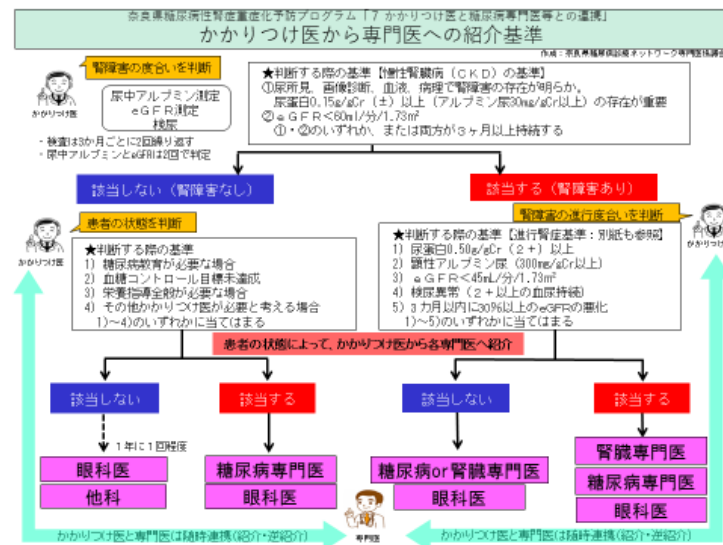 奈良県糖尿病性腎症重症化予防プログラム「7 かかりつけ医と糖尿病専門医等との連携」
かかりつけ医から専門医への紹介基準
作成:奈良県糖尿病診療ネットワーク専門医協議会
腎障害の度合いを判断
尿中アルブミン測定
eGFR測定
検尿
かかりつけ医
・検査は3か月ごとに2回繰り返す
・尿中アルブミンとeGFRは2回で判定
★判断する際の基準【慢性腎臓病(CKD)の基準】
①尿所見、画像診断、血液、病理で腎障害の存在が明らか。
尿蛋白0.15g/gCr(±)以上(アルブミン尿30mg/gCr以上)の存在が重要
②eGFR<60ml/分/1.73m²
①・②のいずれか、または両方が3ヶ月以上持続する
該当しない(腎障害なし)
該当する(腎障害あり)
患者の状態を判断
かかりつけ医
★判断する際の基準
1) 糖尿病教育が必要な場合
2) 血糖コントロール目標未達成
3) 栄養指導全般が必要な場合
4) その他かかりつけ医が必要と考える場合
1)~4)のいずれかに当てはまる
腎障害の進行度合いを判断
かかりつけ医
★判断する際の基準【進行腎症基準:別紙も参照】
1) 尿蛋白0.50g/gCr(2+)以上
2) 顕性アルブミン尿(300mg/gCr以上)
3) eGFR<45mL/分/1.73m²
4) 検尿異常(2+以上の血尿持続)
5) 3カ月以内に30%以上のeGFRの悪化
1)~5)のいずれかに当てはまる
患者の状態によって、かかりつけ医から各専門医へ紹介
該当しない
該当する
該当しない
該当する
1年に1回程度
眼科医
他科
糖尿病専門医
眼科医
糖尿病or腎臓専門医
眼科医
腎臓専門医
糖尿病専門医
眼科医
かかりつけ医と専門医は随時連携(紹介・逆紹介)
専門医
かかりつけ医と専門医は随時連携(紹介・逆紹介)